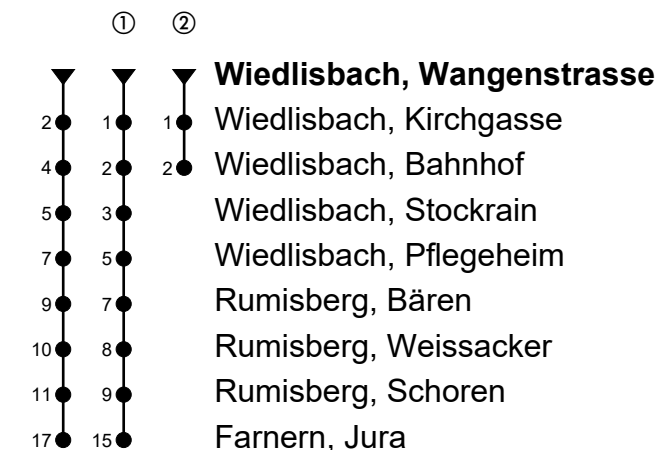 ① ②
Wiedlisbach, Wangenstrasse
2 1 1 Wiedlisbach, Kirchgasse
4 2 2 Wiedlisbach, Bahnhof
5 3 Wiedlisbach, Stockrain
7 5 Wiedlisbach, Pflegeheim
9 7 Rumisberg, Bären
10 8 Rumisberg, Weissacker
11 9 Rumisberg, Schoren
17 15 Farnern, Jura